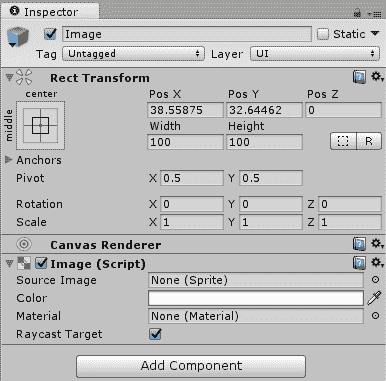 Inspector
Image
Static
Tag Untagged Layer UI
Rect Transform
center
middle
Pos X Pos Y Pos Z
38.55875 32.64462 0
Width Height
100 100
R
Anchors
Pivot X 0.5 Y 0.5
Rotation X 0 Y 0 Z 0
Scale X 1 Y 1 Z 1
Canvas Renderer
Image (Script)
Source Image None (Sprite)
Color
Material None (Material)
Raycast Target
Add Component